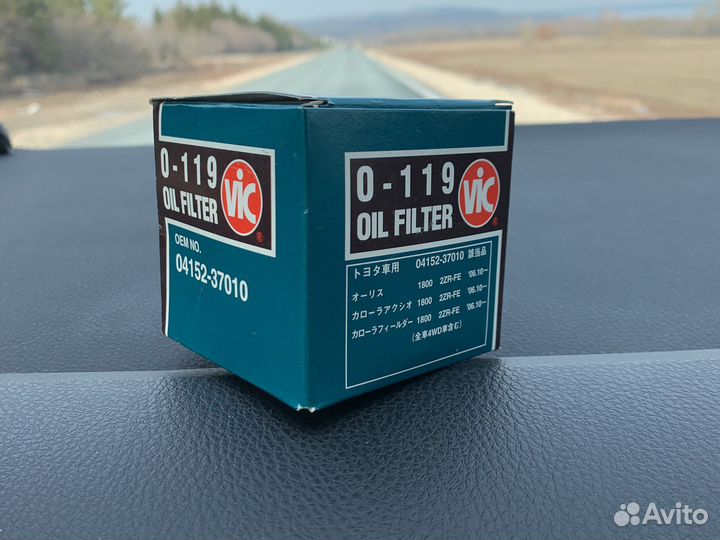 O-119
OIL FILTER
VIC
®
OEM NO.
04152-37010
O-119
OIL FILTER
VIC
®
トヨタ車用 04152-37010 該当品
オーリス 1800 2ZR-FE '06.10～
カローラアクシオ 1800 2ZR-FE '06.10～
カローラフィールダー 1800 2ZR-FE '06.10～
(全車4WD車含む)
Avito